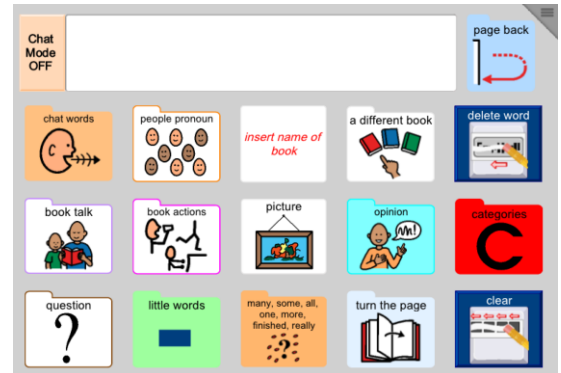 Chat
Mode
OFF
page back
chat words
people pronoun
insert name of
book
a different book
delete word
book talk
book actions
picture
opinion
m!
categories
C
question
?
little words
many, some, all,
one, more,
finished, really
?
turn the page
clear